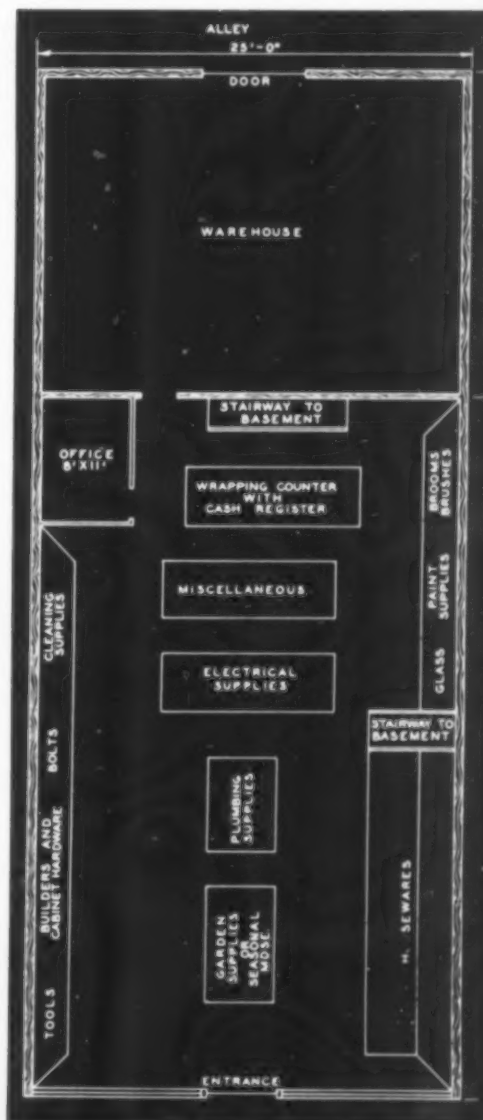 ALLEY
25'-0"
DOOR
WAREHOUSE
STAIRWAY TO
BASEMENT
OFFICE
8' X 11'
WRAPPING COUNTER
WITH
CASH REGISTER
BROOMS
BRUSHES
MISCELLANEOUS
PAINT
SUPPLIES
CLEANING
SUPPLIES
ELECTRICAL
SUPPLIES
GLASS
STAIRWAY TO
BASEMENT
BOLTS
PLUMBING
SUPPLIES
BUILDERS AND
CABINET HARDWARE
H. SEWARES
GARDEN
SUPPLIES
OR
SEASONAL
MDSE.
TOOLS
ENTRANCE